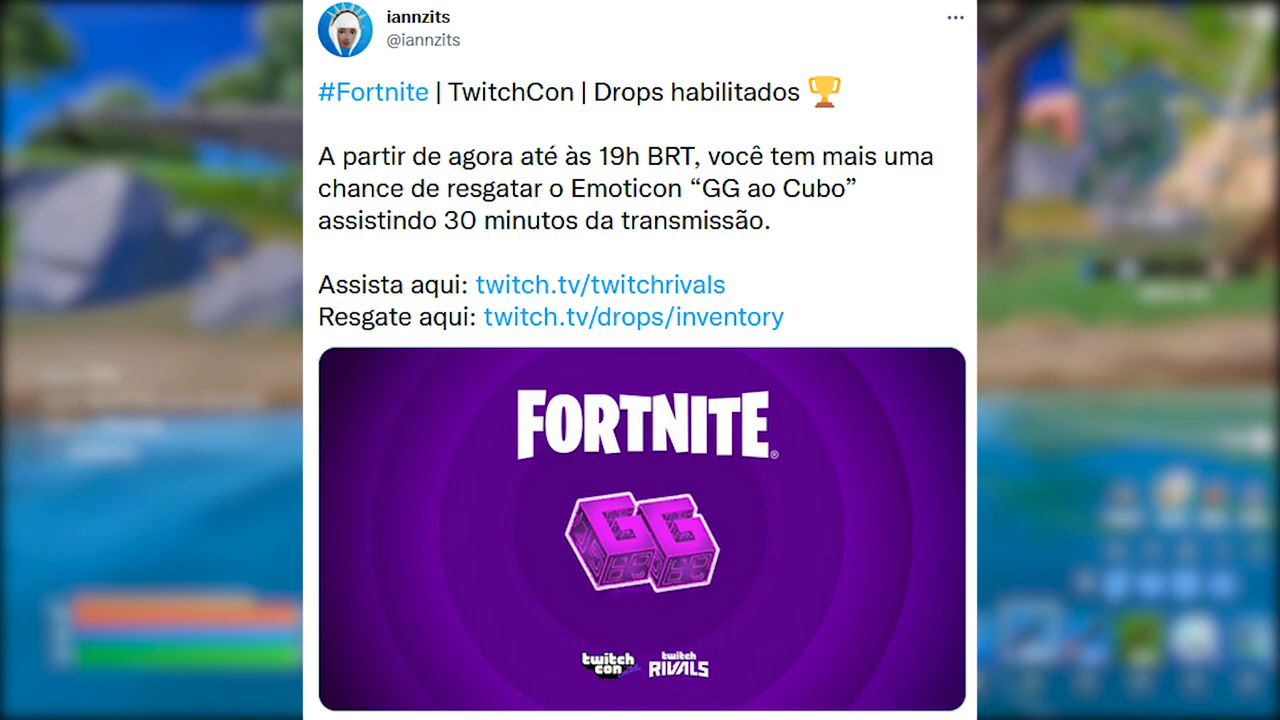 iannzits
@iannzits
#Fortnite | TwitchCon | Drops habilitados 🏆
A partir de agora até às 19h BRT, você tem mais uma
chance de resgatar o Emoticon “GG ao Cubo”
assistindo 30 minutos da transmissão.
Assista aqui: twitch.tv/twitchrivals
Resgate aqui: twitch.tv/drops/inventory
FORTNITE®
GG
twitch con
twitch RIVALS